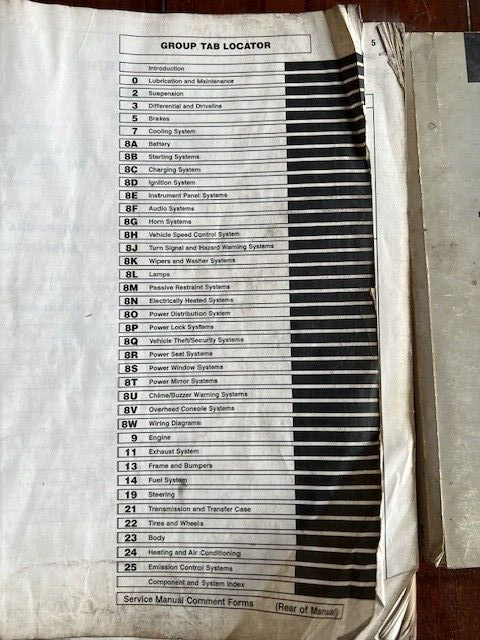 GROUP TAB LOCATOR
Introduction
0 Lubrication and Maintenance
2 Suspension
3 Differential and Driveline
5 Brakes
7 Cooling System
8A Battery
8B Starting Systems
8C Charging System
8D Ignition System
8E Instrument Panel Systems
8F Audio Systems
8G Horn Systems
8H Vehicle Speed Control System
8J Turn Signal and Hazard Warning Systems
8K Wipers and Washer Systems
8L Lamps
8M Passive Restraint Systems
8N Electrically Heated Systems
8O Power Distribution System
8P Power Lock Systems
8Q Vehicle Theft/Security Systems
8R Power Seat Systems
8S Power Window Systems
8T Power Mirror Systems
8U Chime/Buzzer Warning Systems
8V Overhead Console Systems
8W Wiring Diagrams
9 Engine
11 Exhaust System
13 Frame and Bumpers
14 Fuel System
19 Steering
21 Transmission and Transfer Case
22 Tires and Wheels
23 Body
24 Heating and Air Conditioning
25 Emission Control Systems
Component and System Index
Service Manual Comment Forms (Rear of Manual)
5